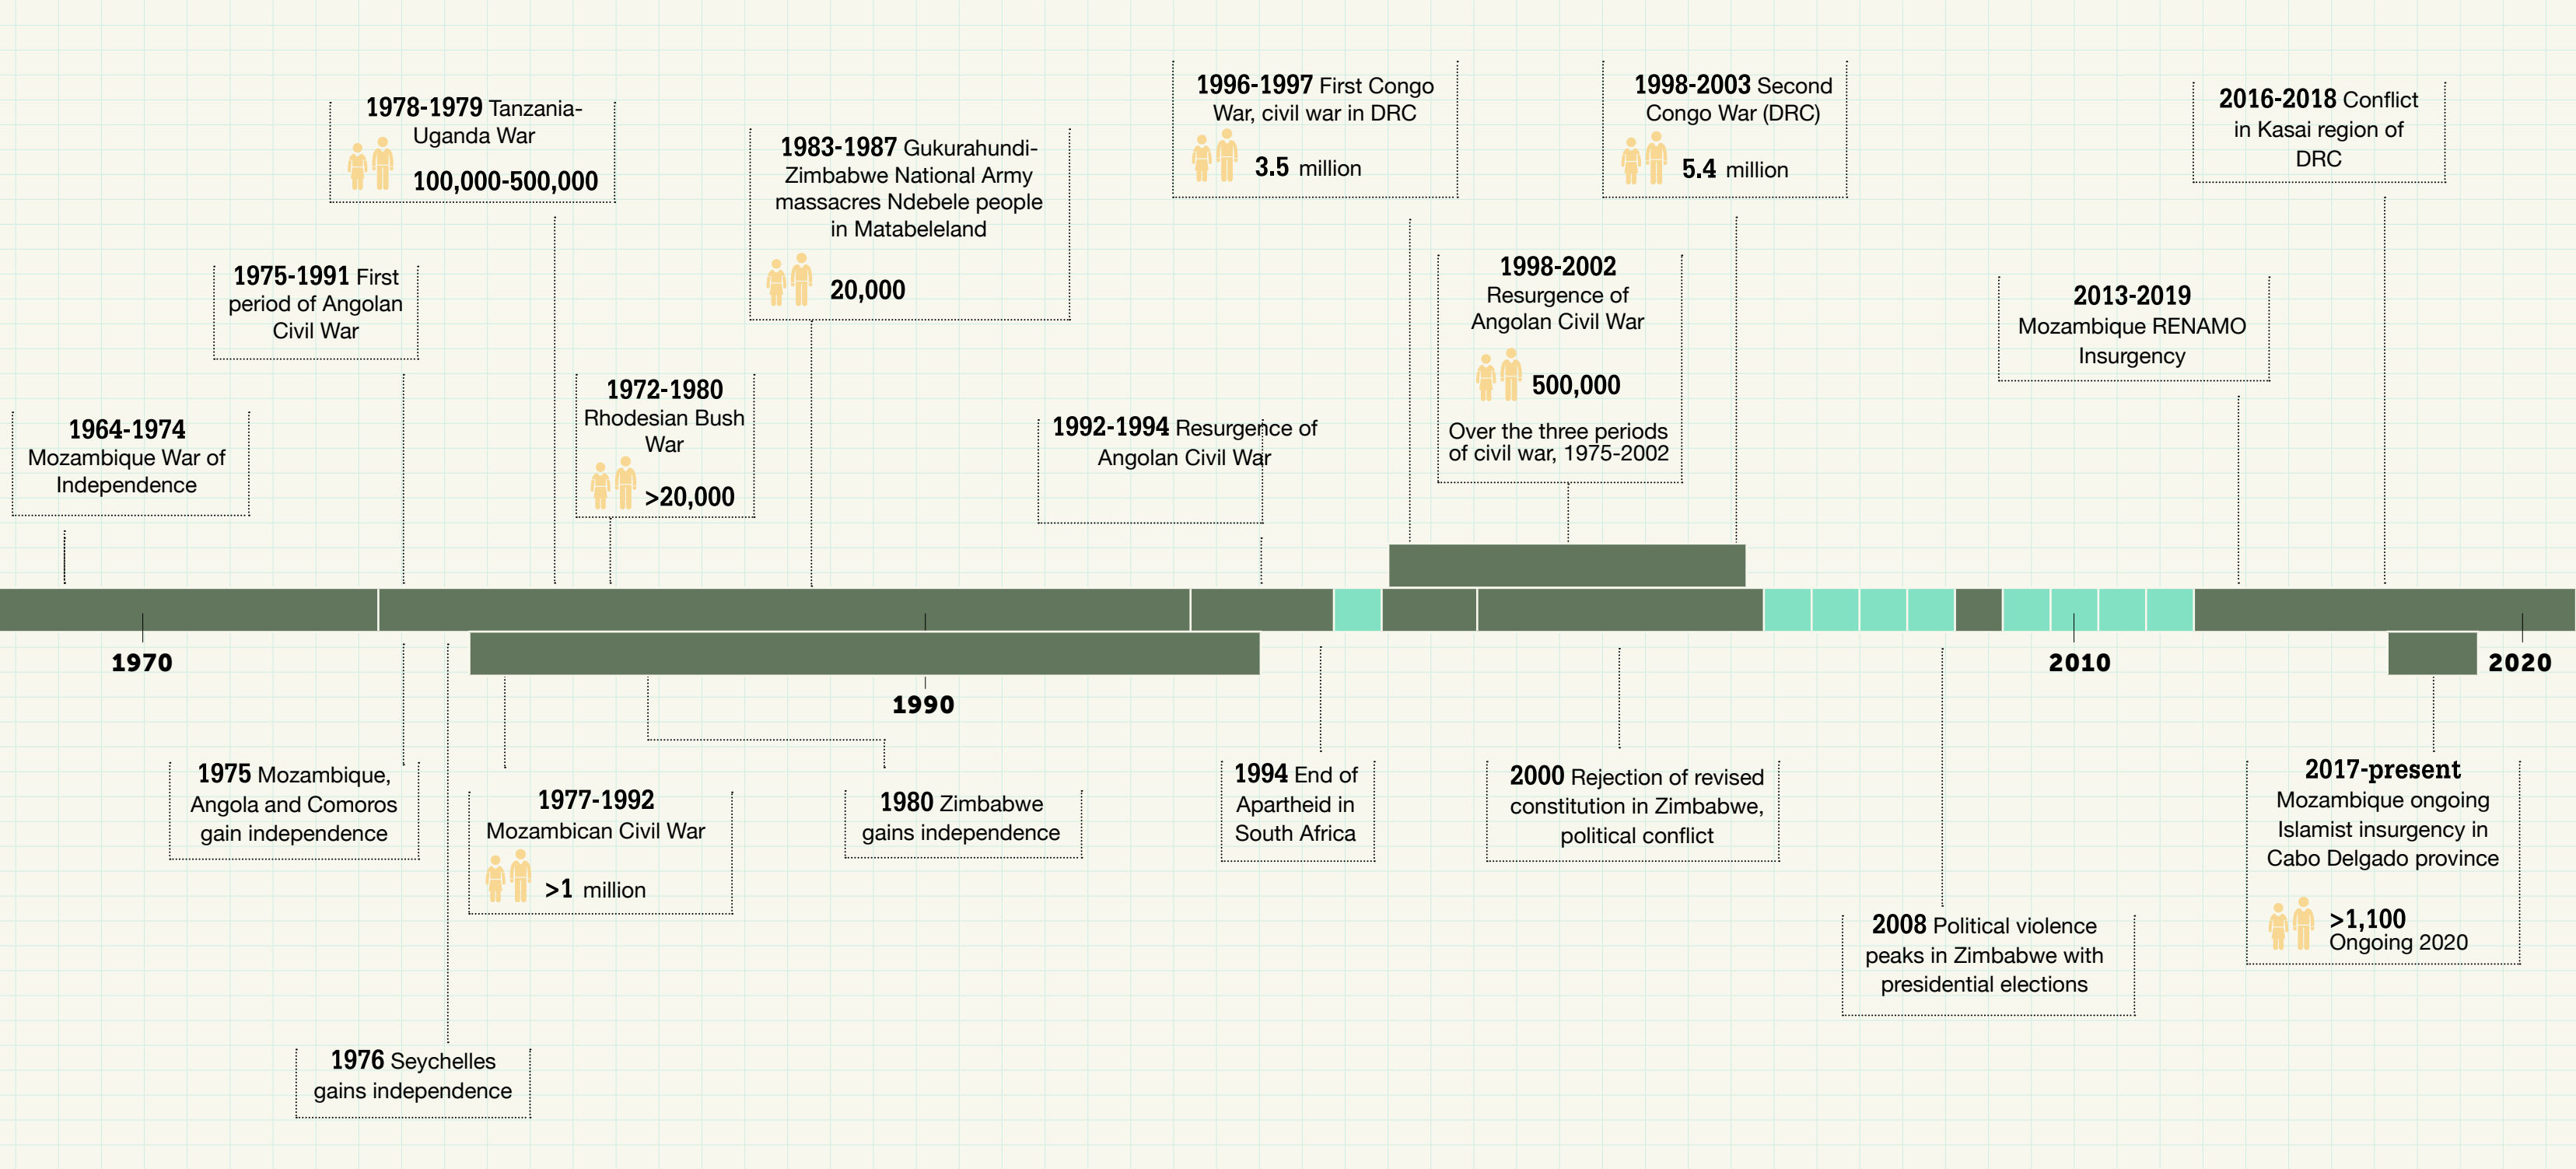 1964-1974
Mozambique War of
Independence
1975-1991 First
period of Angolan
Civil War
1978-1979 Tanzania-
Uganda War
100,000-500,000
1972-1980
Rhodesian Bush
War
>20,000
1983-1987 Gukurahundi-
Zimbabwe National Army
massacres Ndebele people
in Matabeleland
20,000
1992-1994 Resurgence of
Angolan Civil War
1996-1997 First Congo
War, civil war in DRC
3.5 million
1998-2002
Resurgence of
Angolan Civil War
500,000
Over the three periods
of civil war, 1975-2002
1998-2003 Second
Congo War (DRC)
5.4 million
2013-2019
Mozambique RENAMO
Insurgency
2016-2018 Conflict
in Kasai region of
DRC
1970
1990
2010
2020
1975 Mozambique,
Angola and Comoros
gain independence
1976 Seychelles
gains independence
1977-1992
Mozambican Civil War
>1 million
1980 Zimbabwe
gains independence
1994 End of
Apartheid in
South Africa
2000 Rejection of revised
constitution in Zimbabwe,
political conflict
2008 Political violence
peaks in Zimbabwe with
presidential elections
2017-present
Mozambique ongoing
Islamist insurgency in
Cabo Delgado province
>1,100
Ongoing 2020